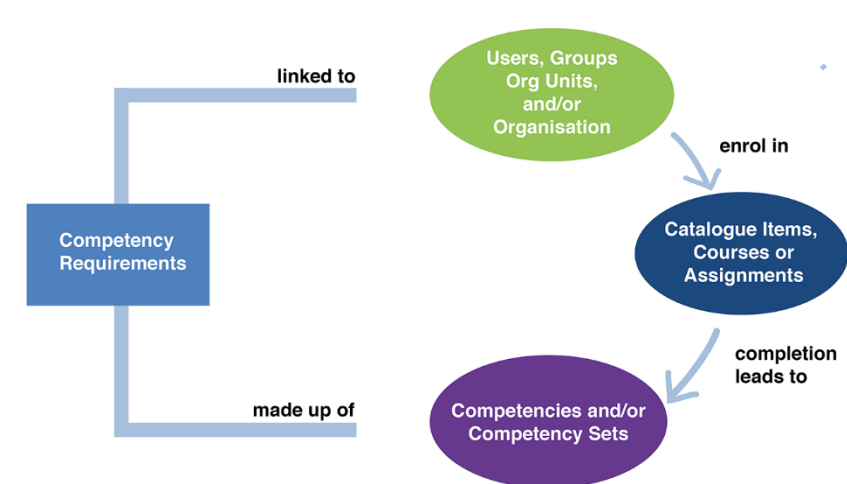 linked to
Users, Groups
Org Units,
and/or
Organisation
enrol in
Competency
Requirements
Catalogue Items,
Courses or
Assignments
completion
leads to
made up of
Competencies and/or
Competency Sets